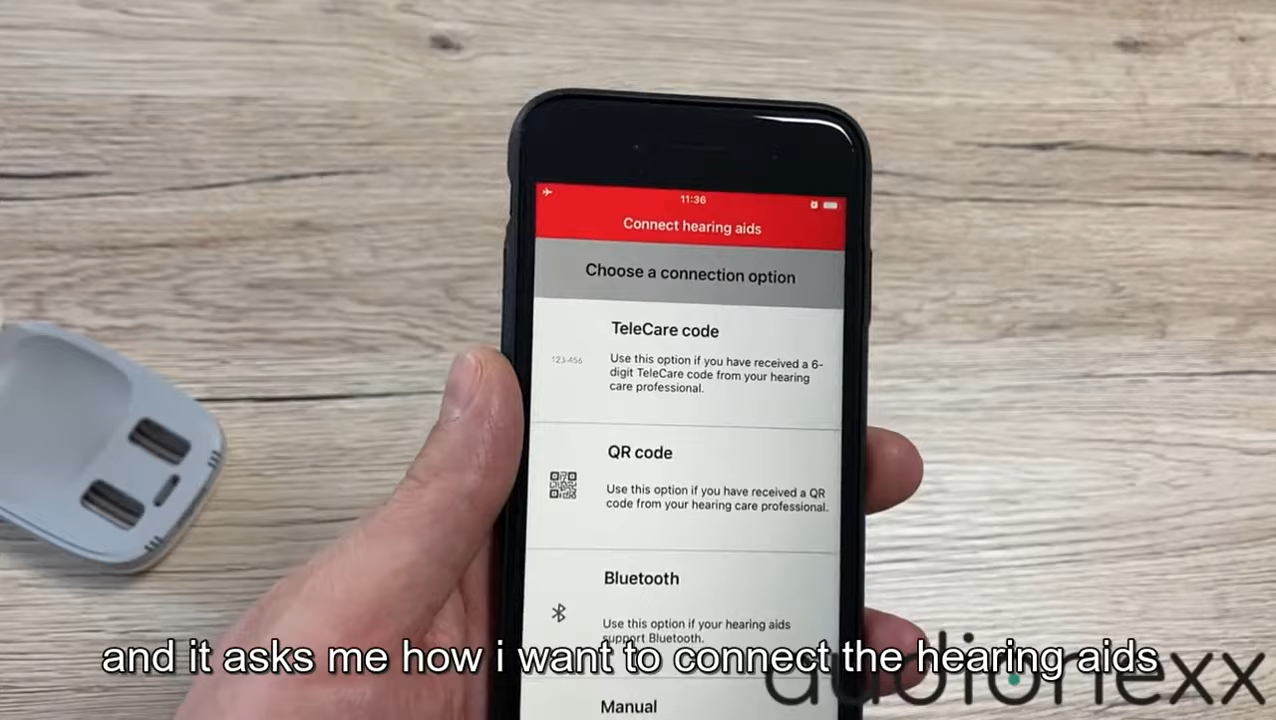 11:36
Connect hearing aids
Choose a connection option
TeleCare code
123-456
Use this option if you have received a 6-
digit TeleCare code from your hearing
care professional.
QR code
Use this option if you have received a QR
code from your hearing care professional.
Bluetooth
Use this option if your hearing aids
support Bluetooth.
and it asks me how i want to connect the hearing aids
audionexx
Manual